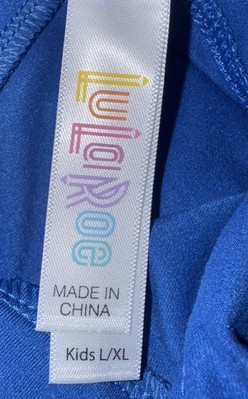 LuLaRoe
MADE IN
CHINA
Kids L/XL